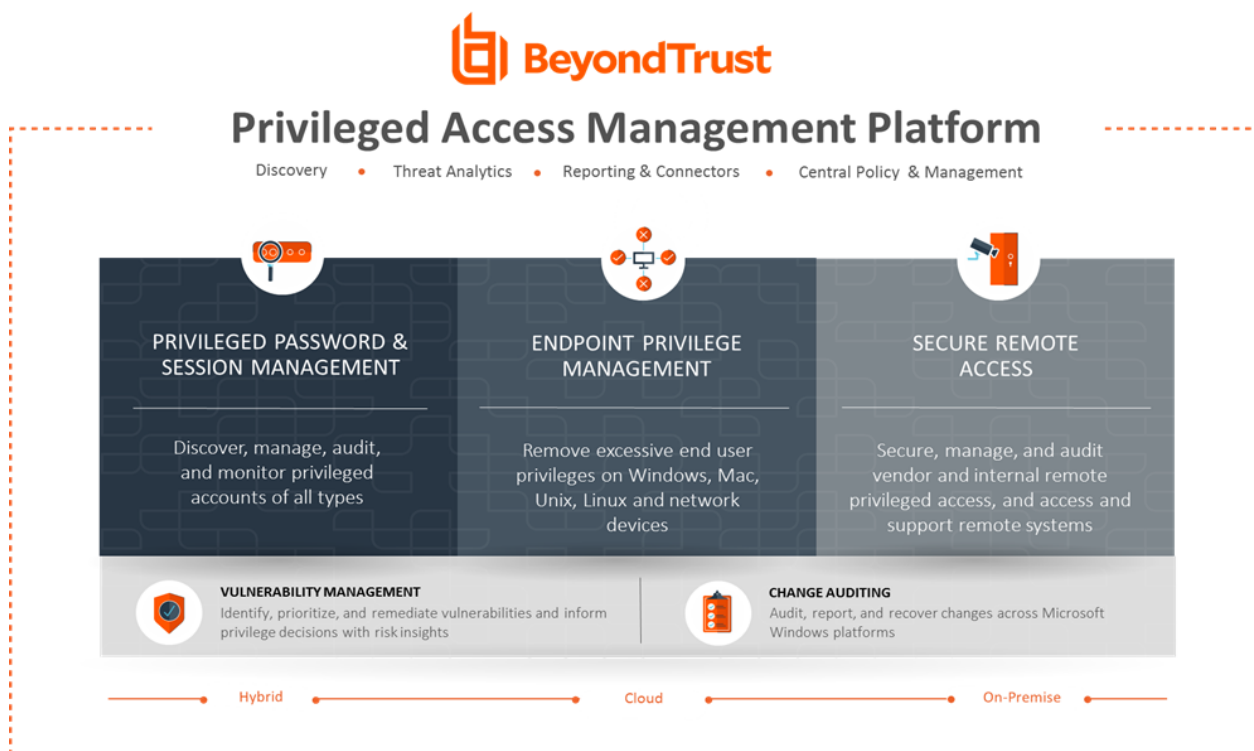 BeyondTrust
Privileged Access Management Platform
Discovery • Threat Analytics • Reporting & Connectors • Central Policy & Management
PRIVILEGED PASSWORD &
SESSION MANAGEMENT
Discover, manage, audit,
and monitor privileged
accounts of all types
ENDPOINT PRIVILEGE
MANAGEMENT
Remove excessive end user
privileges on Windows, Mac,
Unix, Linux and network
devices
SECURE REMOTE
ACCESS
Secure, manage, and audit
vendor and internal remote
privileged access, and access and
support remote systems
VULNERABILITY MANAGEMENT
Identify, prioritize, and remediate vulnerabilities and inform
privilege decisions with risk insights
CHANGE AUDITING
Audit, report, and recover changes across Microsoft
Windows platforms
Hybrid Cloud On-Premise